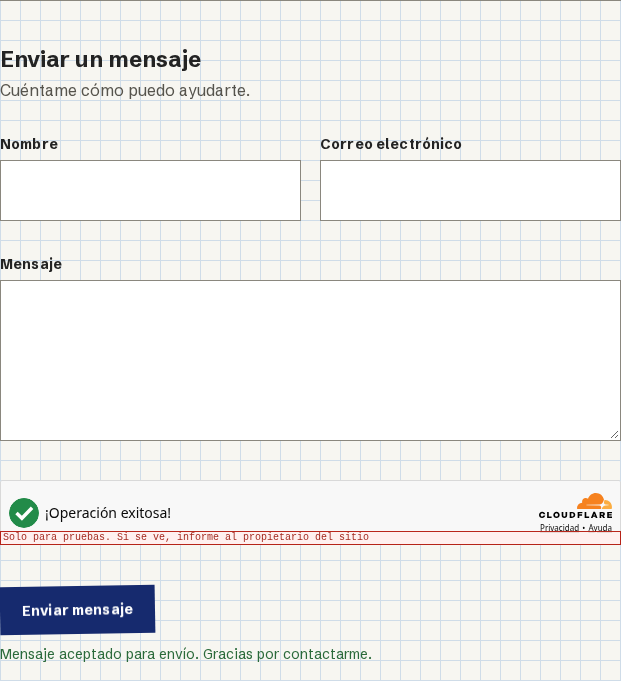 Enviar un mensaje
Cuéntame cómo puedo ayudarte.
Nombre
Correo electrónico
Mensaje
¡Operación exitosa!
CLOUDFLARE
Privacidad • Ayuda
Solo para pruebas. Si se ve, informe al propietario del sitio
Enviar mensaje
Mensaje aceptado para envío. Gracias por contactarme.